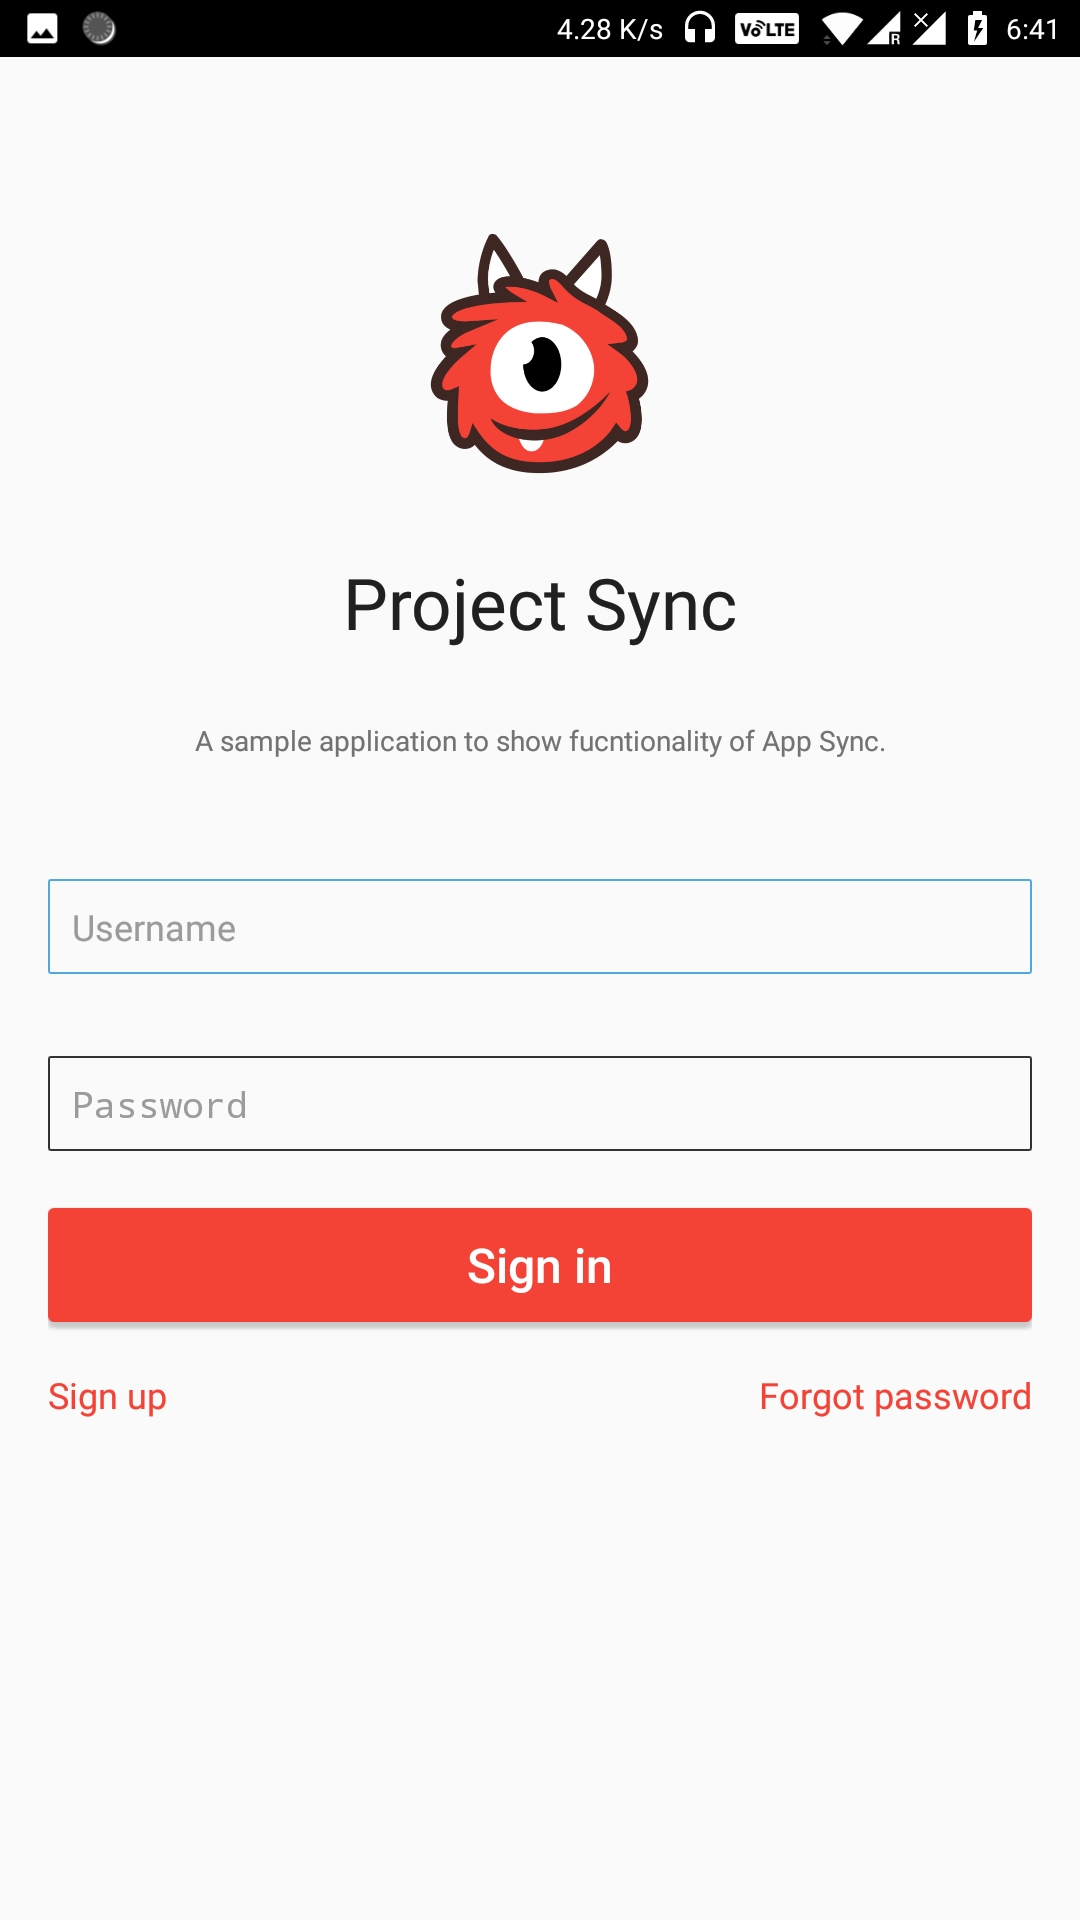 4.28 K/s VoLTE R 6:41
Project Sync
A sample application to show fucntionality of App Sync.
Username
Password
Sign in
Sign up Forgot password